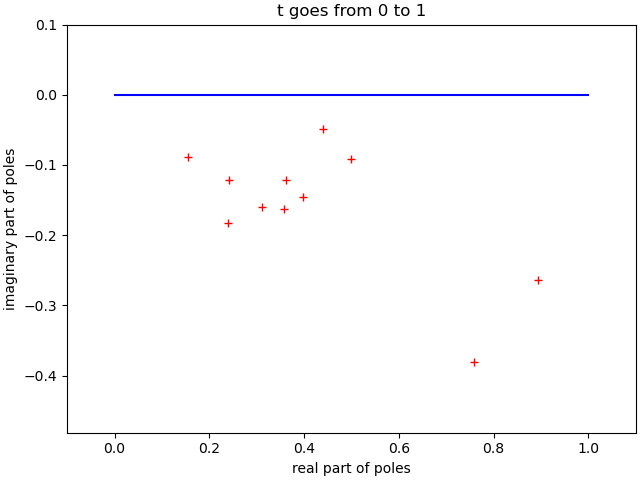 t goes from 0 to 1
0.1
0.0
−0.1
−0.2
−0.3
−0.4
imaginary part of poles
0.0 0.2 0.4 0.6 0.8 1.0
real part of poles